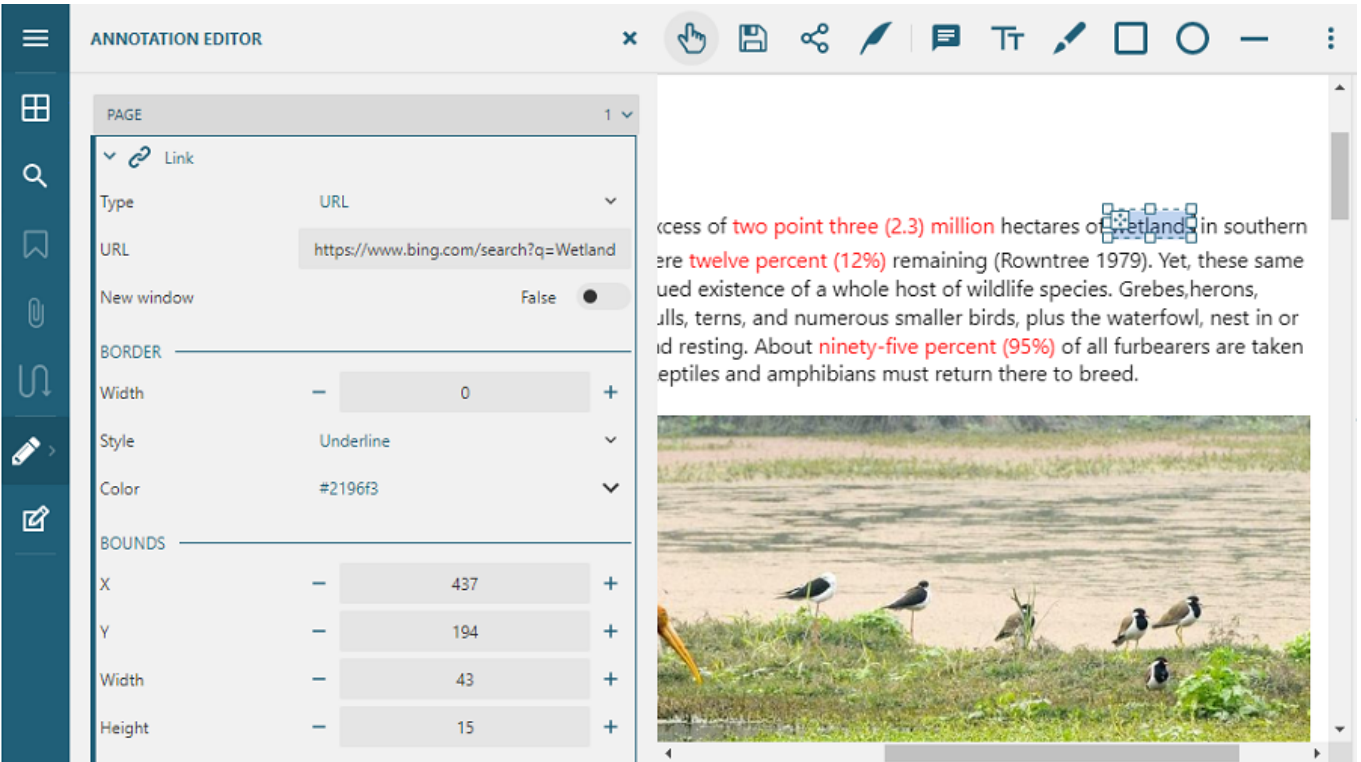 ANNOTATION EDITOR
PAGE 1
Link
Type URL
URL https://www.bing.com/search?q=Wetland
New window False
BORDER
Width 0
Style Underline
Color #2196f3
BOUNDS
X 437
Y 194
Width 43
Height 15
xcess of two point three (2.3) million hectares of wetlands in southern
ere twelve percent (12%) remaining (Rowntree 1979). Yet, these same
ued existence of a whole host of wildlife species. Grebes,herons,
ulls, terns, and numerous smaller birds, plus the waterfowl, nest in or
nd resting. About ninety-five percent (95%) of all furbearers are taken
eptiles and amphibians must return there to breed.